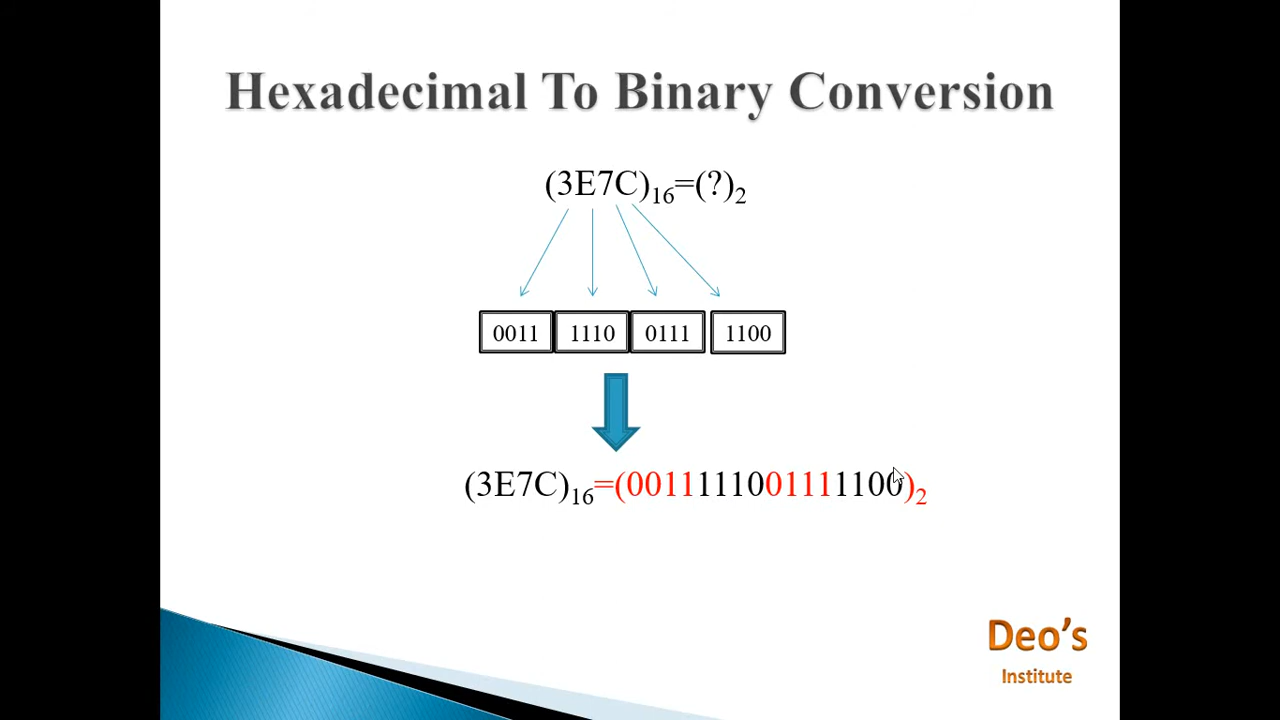 Hexadecimal To Binary Conversion
(3E7C)16=(?)2
0011 1110 0111 1100
(3E7C)16=(0011111001111100)2
Deo's
Institute